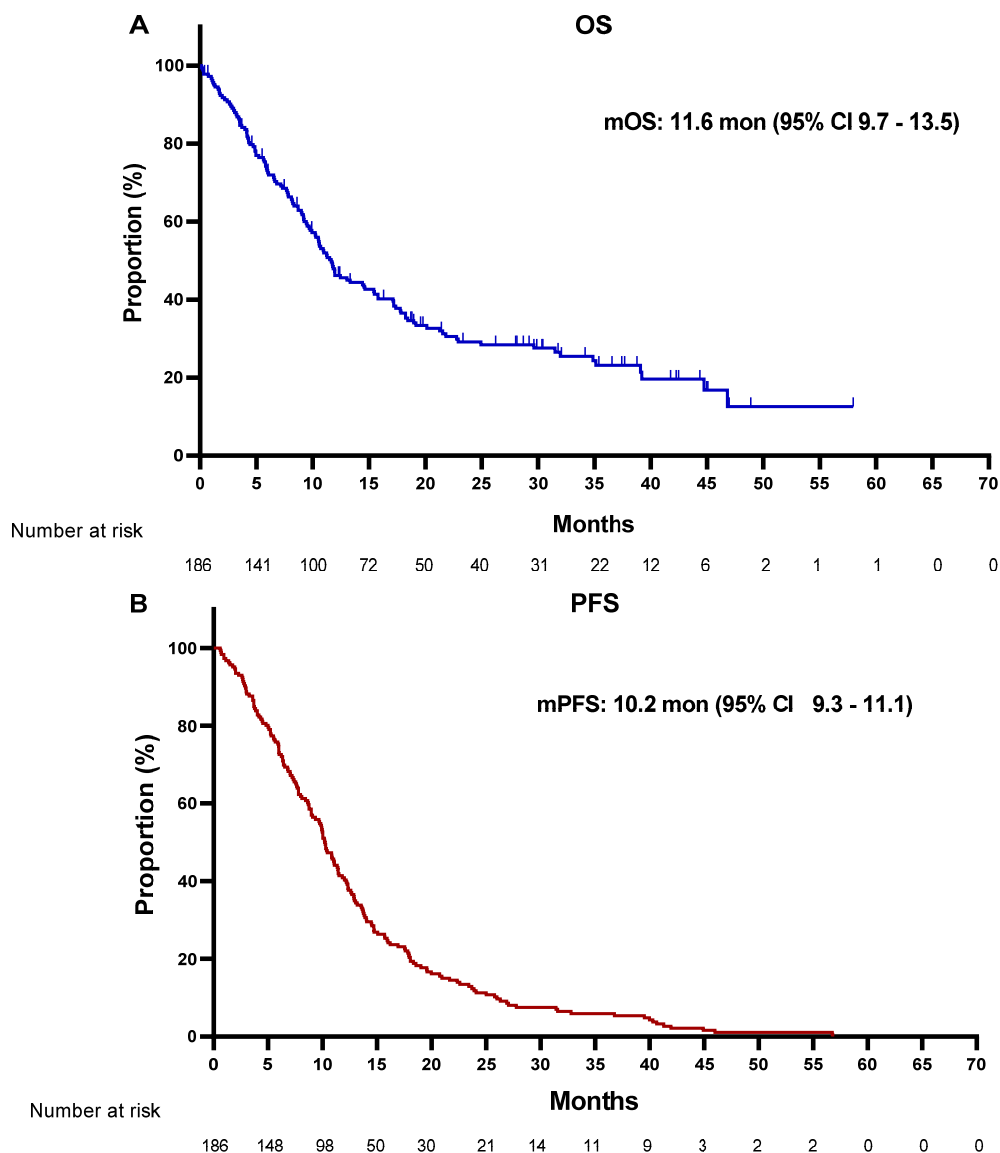 A
OS
100
80
60
40
20
0
Proportion (%)
mOS: 11.6 mon (95% CI 9.7 - 13.5)
0 5 10 15 20 25 30 35 40 45 50 55 60 65 70
Months
Number at risk
186 141 100 72 50 40 31 22 12 6 2 1 1 0 0
B
PFS
100
80
60
40
20
0
Proportion (%)
mPFS: 10.2 mon (95% CI 9.3 - 11.1)
0 5 10 15 20 25 30 35 40 45 50 55 60 65 70
Months
Number at risk
186 148 98 50 30 21 14 11 9 3 2 2 0 0 0